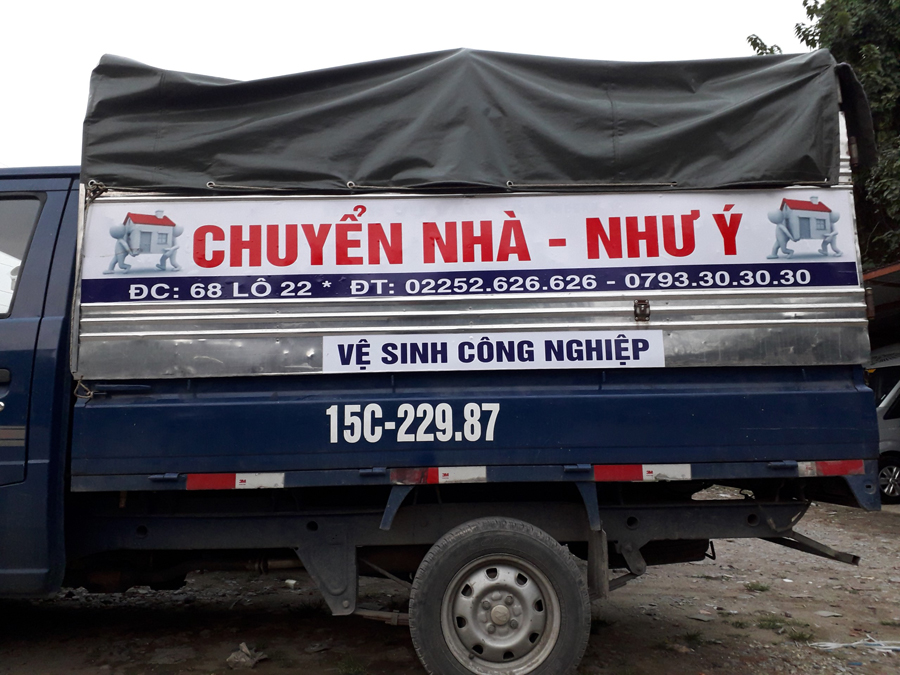 CHUYỂN NHÀ - NHƯ Ý
ĐC: 68 LÔ 22 * ĐT: 02252.626.626 - 0793.30.30.30
VỆ SINH CÔNG NGHIỆP
15C-229.87